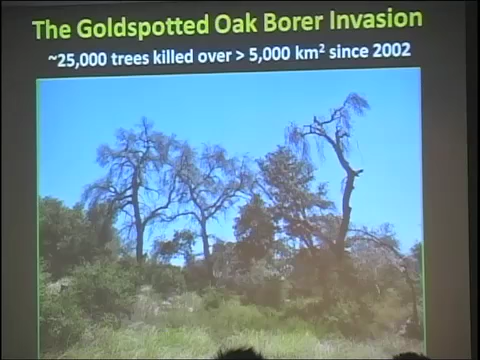 The Goldspotted Oak Borer Invasion
~25,000 trees killed over > 5,000 km² since 2002